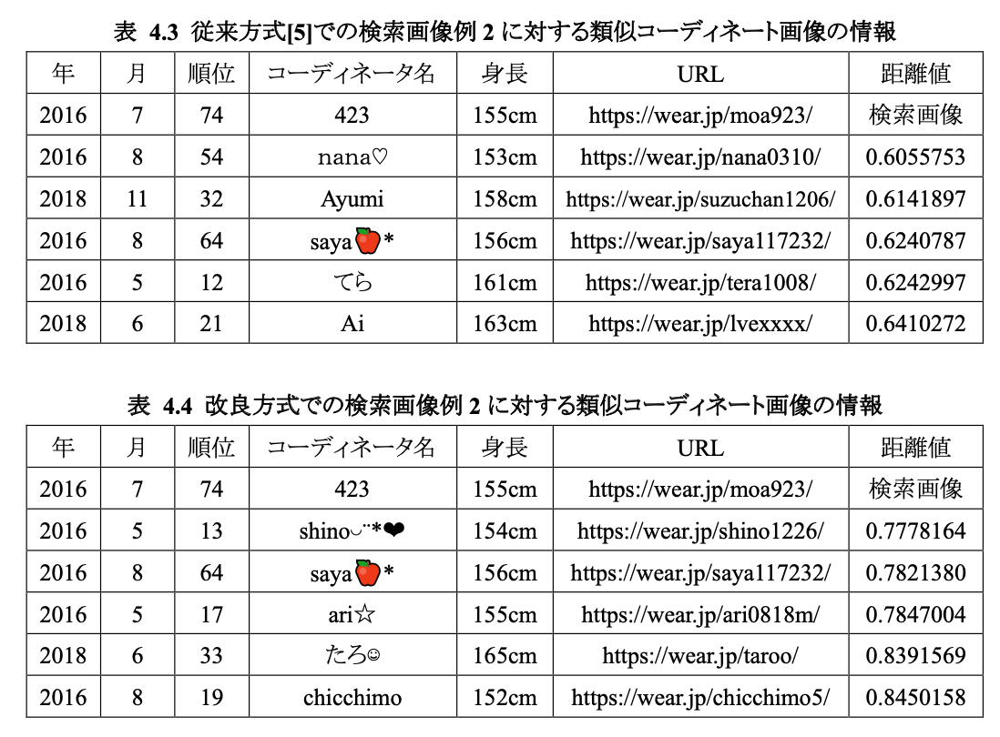 表 4.3 従来方式[5]での検索画像例 2 に対する類似コーディネート画像の情報
年 月 順位 コーディネータ名 身長 URL 距離値
2016 7 74 423 155cm https://wear.jp/moa923/ 検索画像
2016 8 54 nana♡ 153cm https://wear.jp/nana0310/ 0.6055753
2018 11 32 Ayumi 158cm https://wear.jp/suzuchan1206/ 0.6141897
2016 8 64 saya🍎* 156cm https://wear.jp/saya117232/ 0.6240787
2016 5 12 てら 161cm https://wear.jp/tera1008/ 0.6242997
2018 6 21 Ai 163cm https://wear.jp/lvexxxx/ 0.6410272
表 4.4 改良方式での検索画像例 2 に対する類似コーディネート画像の情報
年 月 順位 コーディネータ名 身長 URL 距離値
2016 7 74 423 155cm https://wear.jp/moa923/ 検索画像
2016 5 13 shino◡̈*❤ 154cm https://wear.jp/shino1226/ 0.7778164
2016 8 64 saya🍎* 156cm https://wear.jp/saya117232/ 0.7821380
2016 5 17 ari☆ 155cm https://wear.jp/ari0818m/ 0.7847004
2018 6 33 たろ☺ 165cm https://wear.jp/taroo/ 0.8391569
2016 8 19 chicchimo 152cm https://wear.jp/chicchimo5/ 0.8450158